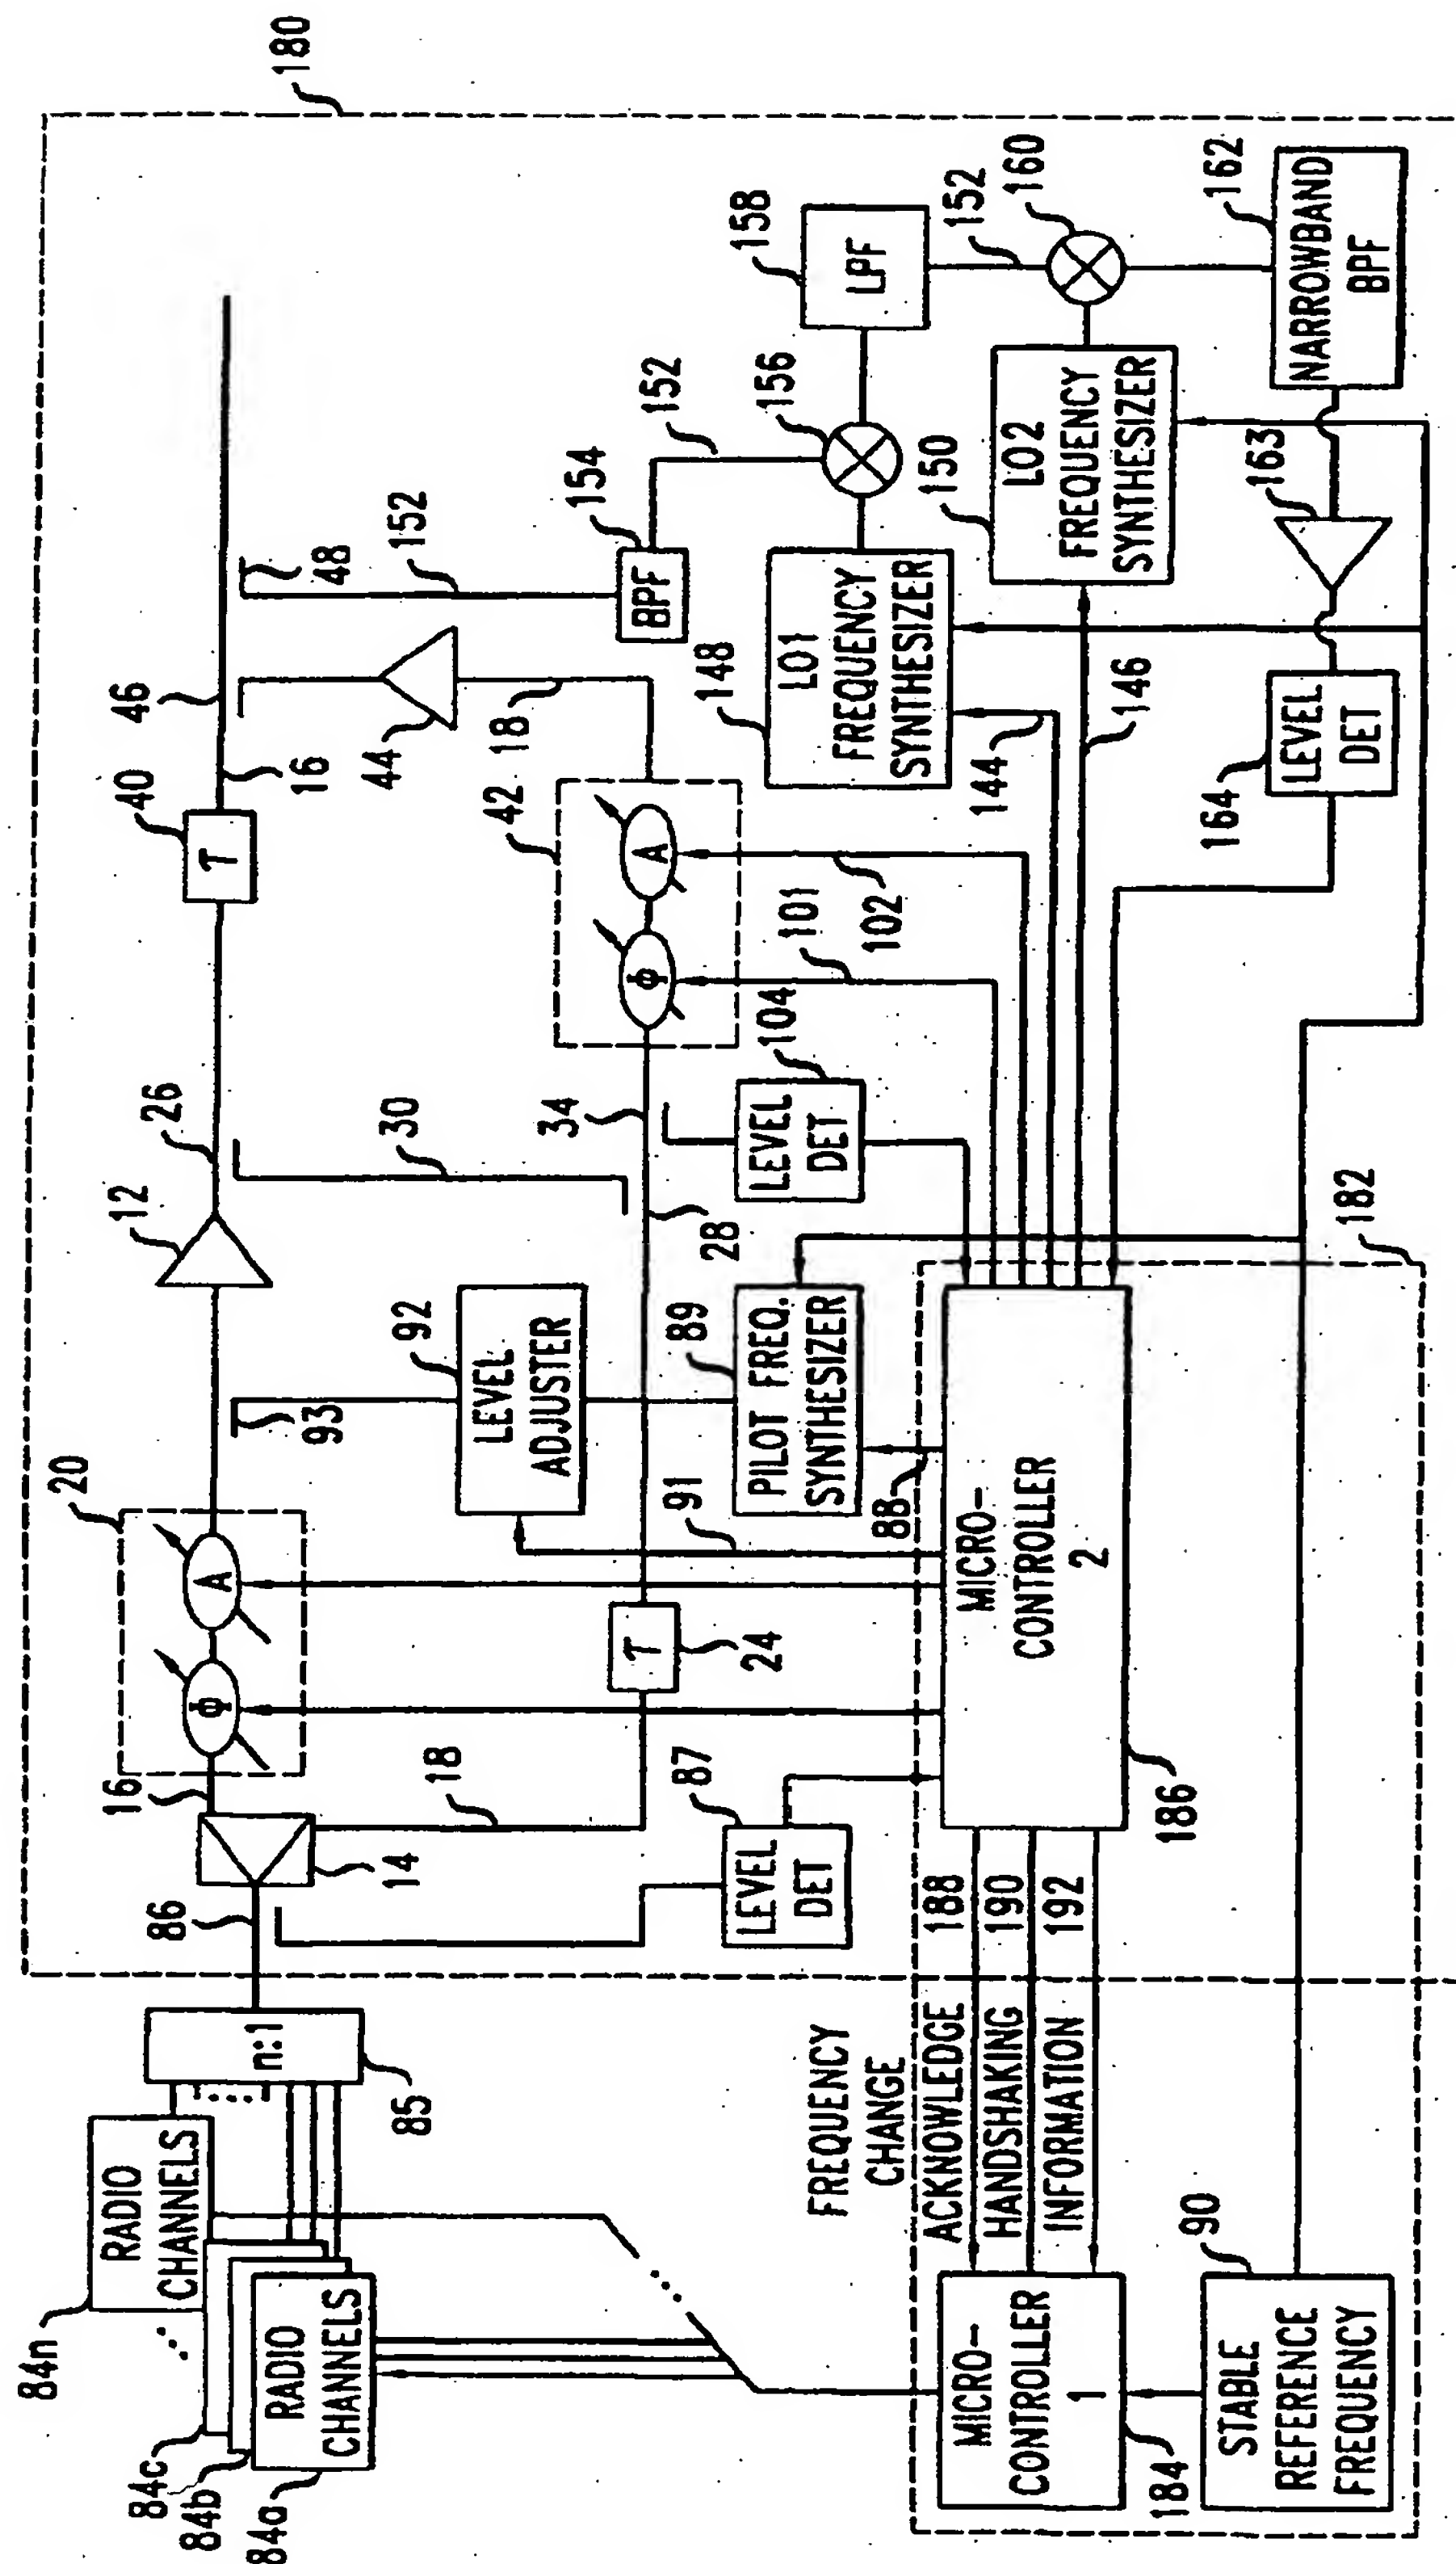 180
46
40
T
16
48
152
44
18
154
BPF
152
156
158
LPF
152
160
162
NARROWBAND
BPF
42
Φ
A
148
LO1
FREQUENCY
SYNTHESIZER
150
LO2
FREQUENCY
SYNTHESIZER
163
144
146
164
LEVEL
DET
101
102
104
LEVEL
DET
34
28
30
26
12
20
Φ
A
16
93
92
LEVEL
ADJUSTER
89
PILOT FREQ.
SYNTHESIZER
91
88
T
24
18
14
86
87
LEVEL
DET
182
MICRO-
CONTROLLER
2
186
188
190
192
FREQUENCY
CHANGE
ACKNOWLEDGE
HANDSHAKING
INFORMATION
n:1
85
RADIO
CHANNELS
84n
84c
84b
84a
RADIO
CHANNELS
MICRO-
CONTROLLER
1
184
90
STABLE
REFERENCE
FREQUENCY